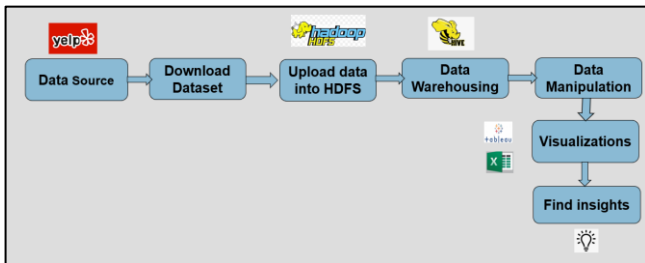 yelp
hadoop
HDFS
HIVE
Data Source
Download
Dataset
Upload data
into HDFS
Data
Warehousing
Data
Manipulation
+ableau
Visualizations
X
Find insights